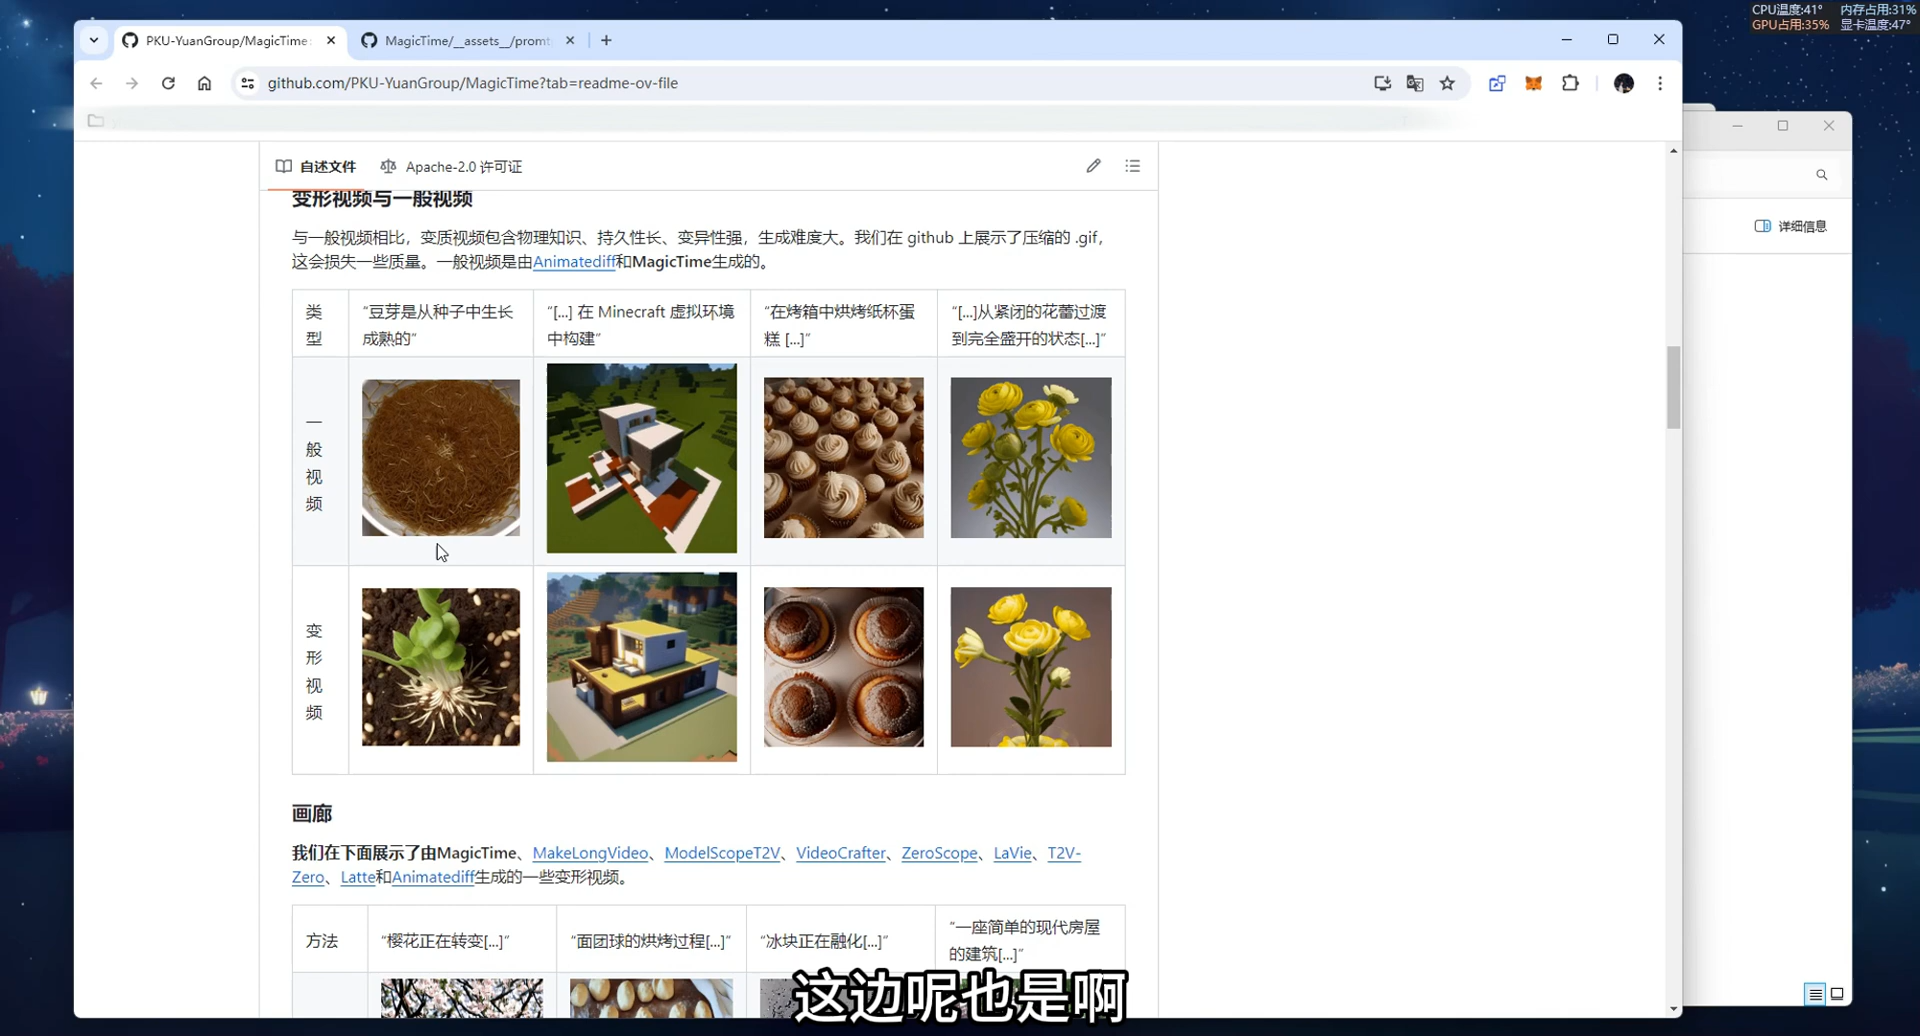 CPU温度:41° 内存占用:31%
GPU占用:35% 显卡温度:47°
PKU-YuanGroup/MagicTime:
MagicTime/__assets__/promt
github.com/PKU-YuanGroup/MagicTime?tab=readme-ov-file
自述文件 Apache-2.0 许可证
详细信息
变形视频与一般视频
与一般视频相比，变质视频包含物理知识、持久性长、变异性强，生成难度大。我们在 github 上展示了压缩的 .gif，
这会损失一些质量。一般视频是由Animatediff和MagicTime生成的。
类型
“豆芽是从种子中生长
成熟的“
“[...] 在 Minecraft 虚拟环境
中构建”
“在烤箱中烘烤纸杯蛋
糕 [...]”
“[...]从紧闭的花蕾过渡
到完全盛开的状态[...]”
一般视频
变形视频
画廊
我们在下面展示了由MagicTime、MakeLongVideo、ModelScopeT2V、VideoCrafter、ZeroScope、LaVie、T2V-
Zero、Latte和Animatediff生成的一些变形视频。
方法
“樱花正在转变[...]”
“面团球的烘烤过程[...]”
“冰块正在融化[...]”
“一座简单的现代房屋
的建筑[...]”
这边呢也是啊